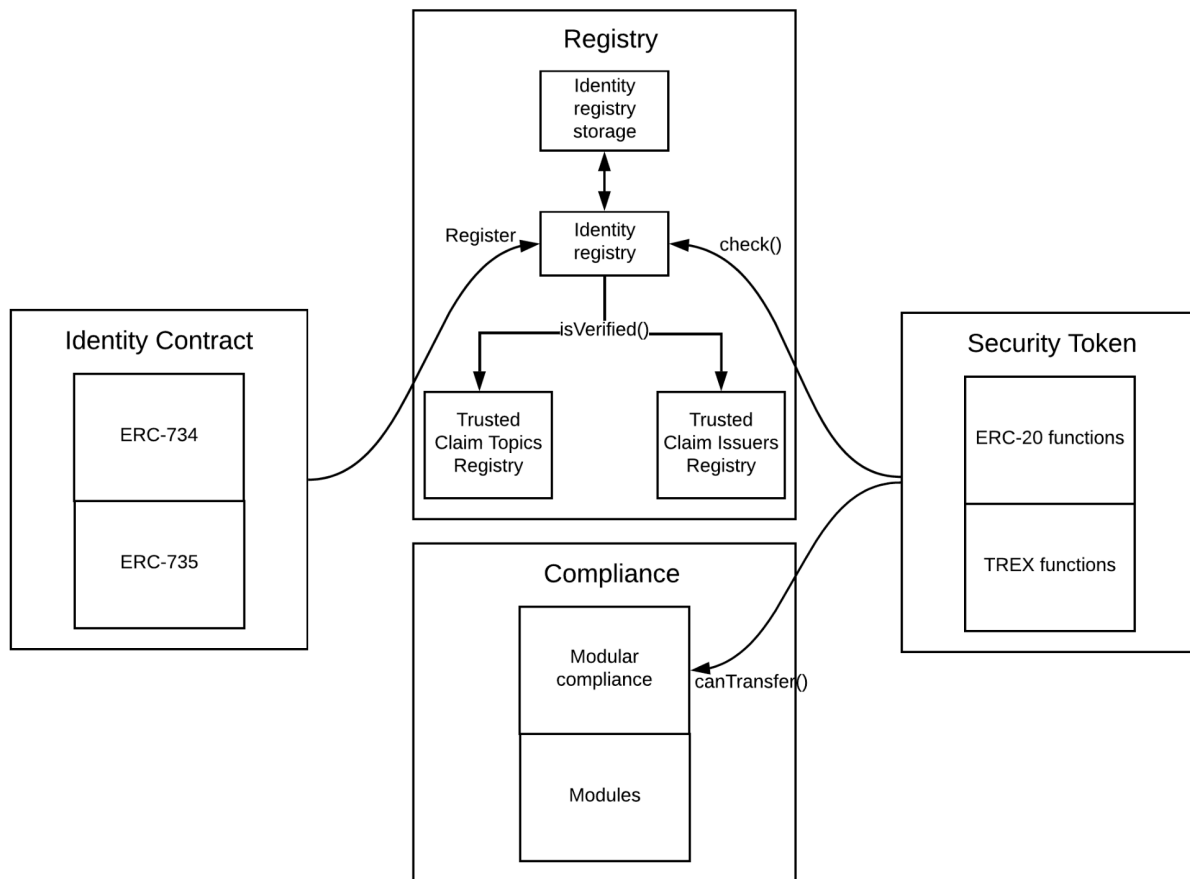 Registry
Identity
registry
storage
Register
Identity
registry
check()
isVerified()
Trusted
Claim Topics
Registry
Trusted
Claim Issuers
Registry
Identity Contract
ERC-734
ERC-735
Security Token
ERC-20 functions
TREX functions
Compliance
Modular
compliance
canTransfer()
Modules